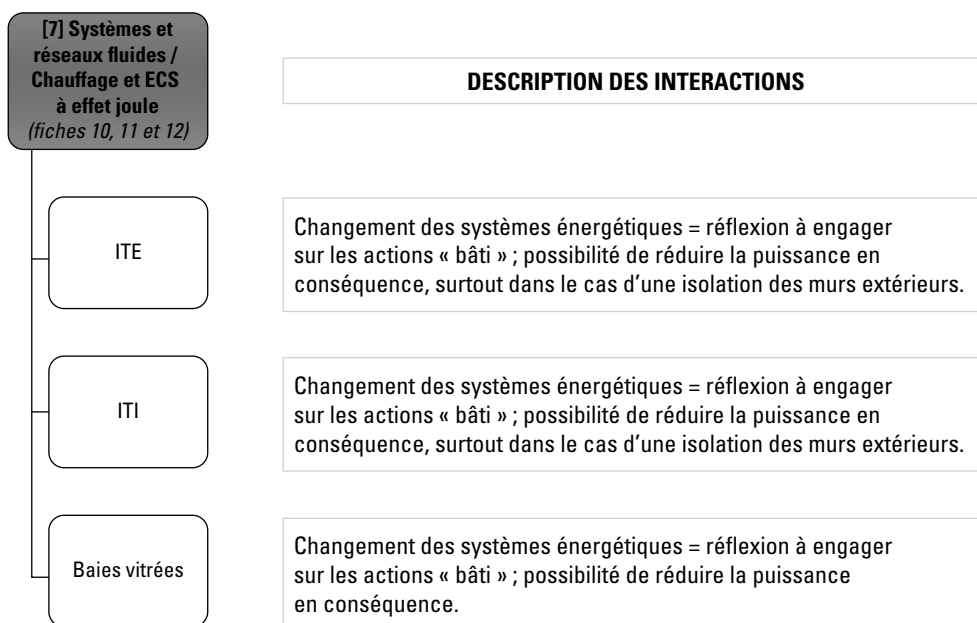 [7] Systèmes et
réseaux fluides /
Chauffage et ECS
à effet joule
(fiches 10, 11 et 12)
DESCRIPTION DES INTERACTIONS
ITE
Changement des systèmes énergétiques = réflexion à engager
sur les actions « bâti » ; possibilité de réduire la puissance en
conséquence, surtout dans le cas d’une isolation des murs extérieurs.
ITI
Changement des systèmes énergétiques = réflexion à engager
sur les actions « bâti » ; possibilité de réduire la puissance en
conséquence, surtout dans le cas d’une isolation des murs extérieurs.
Baies vitrées
Changement des systèmes énergétiques = réflexion à engager
sur les actions « bâti » ; possibilité de réduire la puissance
en conséquence.